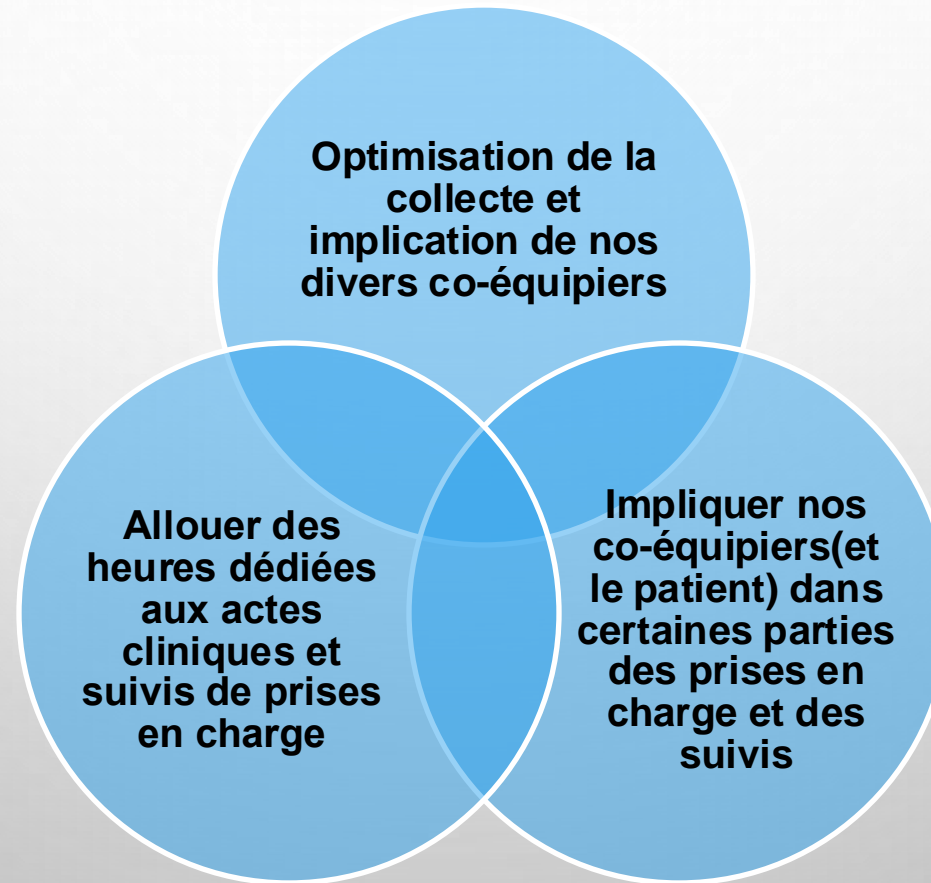 Optimisation de la
collecte et
implication de nos
divers co-équipiers
Allouer des
heures dédiées
aux actes
cliniques et
suivis de prises
en charge
Impliquer nos
co-équipiers(et
le patient) dans
certaines parties
des prises en
charge et des
suivis